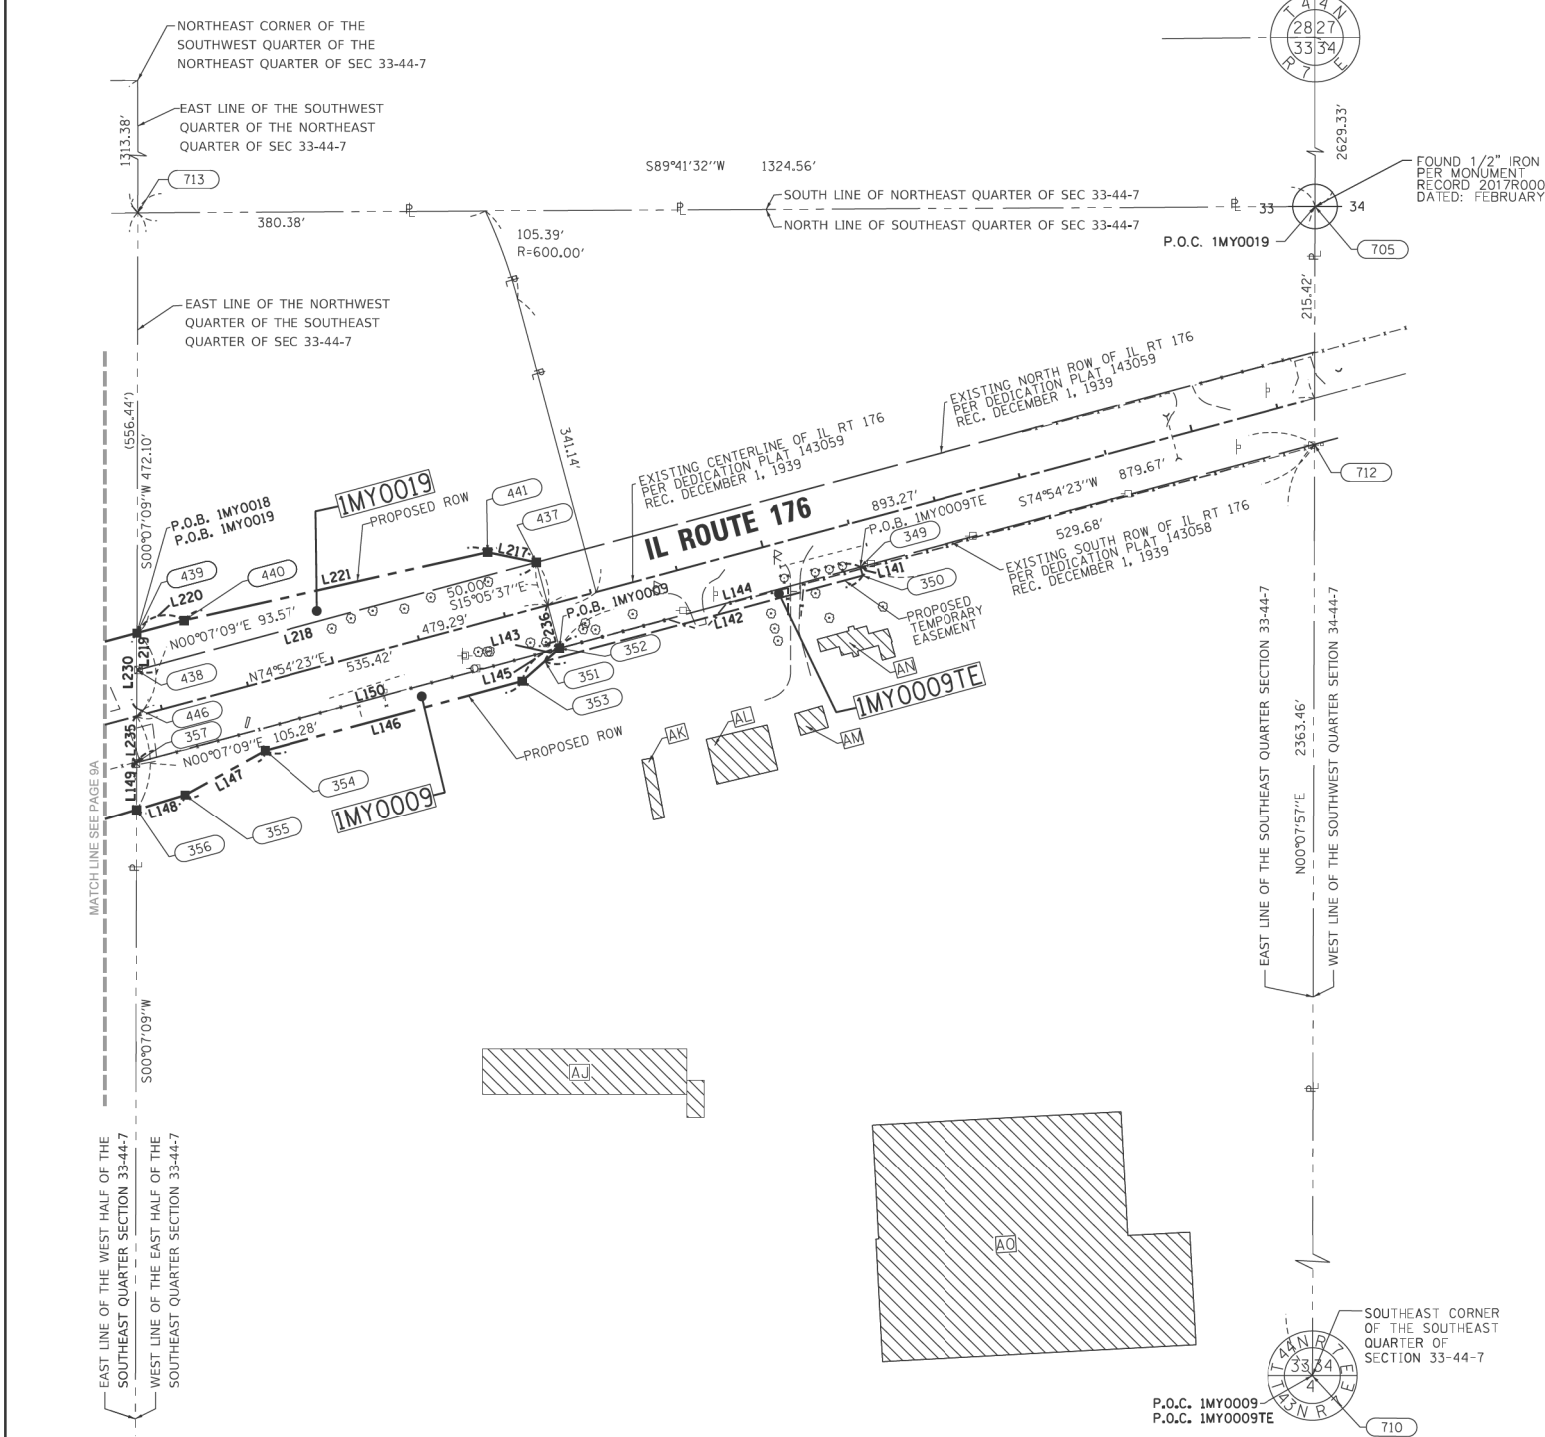 NORTHEAST CORNER OF THE
SOUTHWEST QUARTER OF THE
NORTHEAST QUARTER OF SEC 33-44-7
EAST LINE OF THE SOUTHWEST
QUARTER OF THE NORTHEAST
QUARTER OF SEC 33-44-7
1313.38'
713
T 44N
28 27
33 34
R 7 E
2629.33'
S89°41'32"W 1324.56'
SOUTH LINE OF NORTHEAST QUARTER OF SEC 33-44-7
NORTH LINE OF SOUTHEAST QUARTER OF SEC 33-44-7
FOUND 1/2" IRON
PER MONUMENT
RECORD 2017R000
DATED: FEBRUARY
33
34
P.O.C. 1MY0019
705
380.38'
105.39'
R=600.00'
215.42'
EAST LINE OF THE NORTHWEST
QUARTER OF THE SOUTHEAST
QUARTER OF SEC 33-44-7
(556.44')
S00°07'09"W 472.10'
341.14'
EXISTING NORTH ROW OF IL RT 176
PER DEDICATION PLAT 143059
REC. DECEMBER 1, 1939
EXISTING CENTERLINE OF IL RT 176
PER DEDICATION PLAT 143059
REC. DECEMBER 1, 1939
IL ROUTE 176
893.27'
S74°54'23"W 879.67'
712
529.68'
EXISTING SOUTH ROW OF IL RT 176
PER DEDICATION PLAT 143058
REC. DECEMBER 1, 1939
P.O.B. 1MY0018
P.O.B. 1MY0019
1MY0019
PROPOSED ROW
441
437
439
440
L220
L221
L217
50.00'
S15°05'37"E
P.O.B. 1MY0009TE
349
L141
350
PROPOSED
TEMPORARY
EASEMENT
L144
L142
P.O.B. 1MY0009
L236
352
351
353
L143
L145
N00°07'09"E 93.57'
L218
L219
L230
438
N74°54'23"E
479.29'
535.42'
446
357
L235
L150
L146
N00°07'09"E 105.28'
L149
L148
L147
354
355
356
1MY0009
PROPOSED ROW
1MY0009TE
AN
AM
AL
AK
MATCH LINE SEE PAGE 9A
S00°07'09"W
EAST LINE OF THE WEST HALF OF THE
SOUTHEAST QUARTER SECTION 33-44-7
WEST LINE OF THE EAST HALF OF THE
SOUTHEAST QUARTER SECTION 33-44-7
EAST LINE OF THE SOUTHEAST QUARTER SECTION 33-44-7
N00°07'57"E 2363.46'
WEST LINE OF THE SOUTHWEST QUARTER SETION 34-44-7
AJ
AO
SOUTHEAST CORNER
OF THE SOUTHEAST
QUARTER OF
SECTION 33-44-7
T44N R 7 E
33 34
4
T43N R 7 E
P.O.C. 1MY0009
P.O.C. 1MY0009TE
710